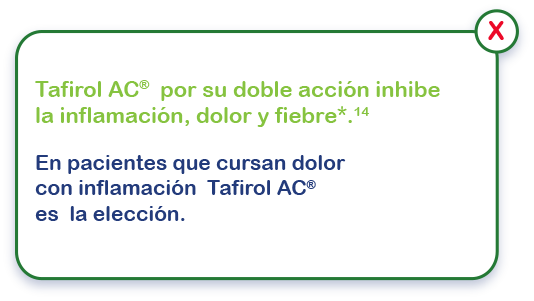 X
Tafirol AC® por su doble acción inhibe
la inflamación, dolor y fiebre*.¹⁴
En pacientes que cursan dolor
con inflamación Tafirol AC®
es la elección.